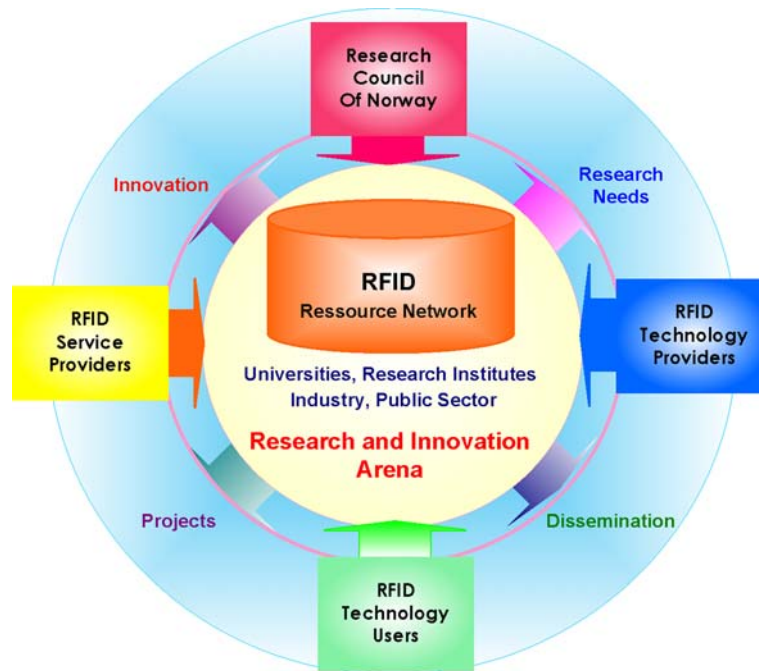 Research
Council
Of Norway
Innovation
Research
Needs
RFID
Ressource Network
RFID
Service
Providers
RFID
Technology
Providers
Universities, Research Institutes
Industry, Public Sector
Research and Innovation
Arena
Projects
Dissemination
RFID
Technology
Users